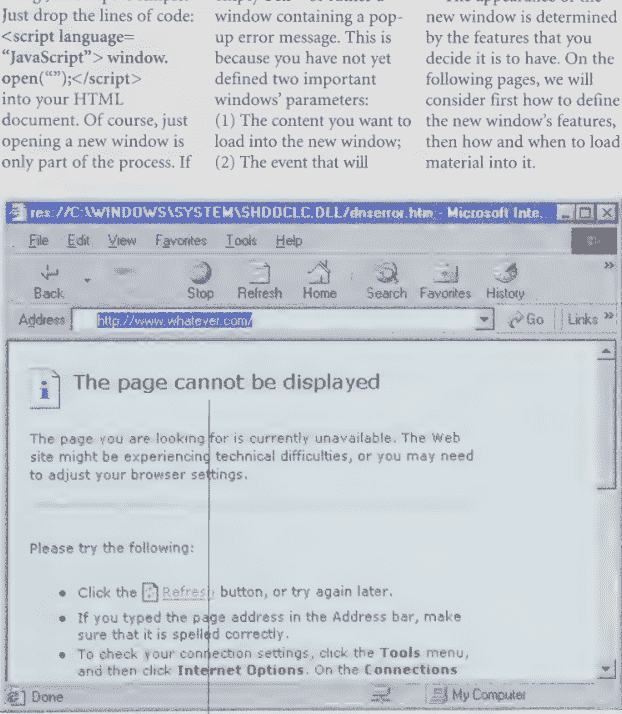 Just drop the lines of code:
<script language=
“JavaScript”> window.
open(“”);</script>
into your HTML
document. Of course, just
opening a new window is
only part of the process. If
window containing a pop-
up error message. This is
because you have not yet
defined two important
windows’ parameters:
(1) The content you want to
load into the new window;
(2) The event that will
The appearance of the
new window is determined
by the features that you
decide it is to have. On the
following pages, we will
consider first how to define
the new window’s features,
then how and when to load
material into it.
res://C:\WINDOWS\SYSTEM\SHDOCLC.DLL/dnserror.htm - Microsoft Inte.
File Edit View Favorites Tools Help
Back Stop Refresh Home Search Favorites History »
Address http://www.whatever.com/ Go Links »
The page cannot be displayed
The page you are looking for is currently unavailable. The Web
site might be experiencing technical difficulties, or you may need
to adjust your browser settings.
Please try the following:
• Click the Refresh button, or try again later.
• If you typed the page address in the Address bar, make
sure that it is spelled correctly.
• To check your connection settings, click the Tools menu,
and then click Internet Options. On the Connections
Done My Computer